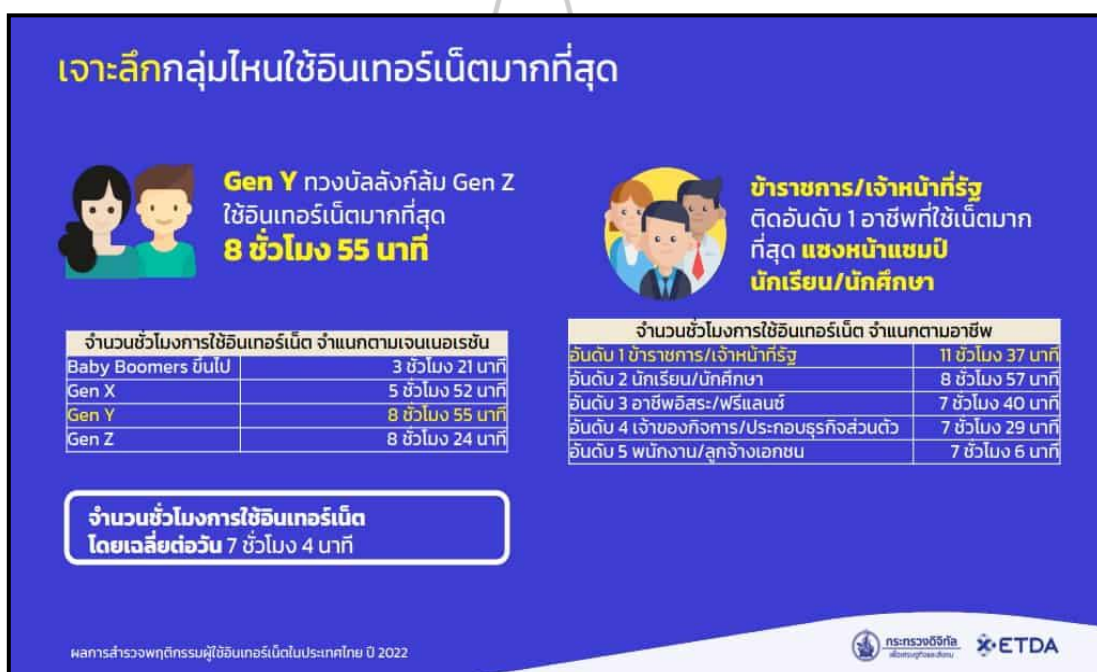 เจาะลึกกลุ่มไหนใช้อินเทอร์เน็ตมากที่สุด
Gen Y ทวงบัลลังก์ล้ม Gen Z
ใช้อินเทอร์เน็ตมากที่สุด
8 ชั่วโมง 55 นาที
ข้าราชการ/เจ้าหน้าที่รัฐ
ติดอันดับ 1 อาชีพที่ใช้เน็ตมาก
ที่สุด แซงหน้าแชมป์
นักเรียน/นักศึกษา
จำนวนชั่วโมงการใช้อินเทอร์เน็ต จำแนกตามเจนเนอเรชัน
Baby Boomers ขึ้นไป 3 ชั่วโมง 21 นาที
Gen X 5 ชั่วโมง 52 นาที
Gen Y 8 ชั่วโมง 55 นาที
Gen Z 8 ชั่วโมง 24 นาที
จำนวนชั่วโมงการใช้อินเทอร์เน็ต จำแนกตามอาชีพ
อันดับ 1 ข้าราชการ/เจ้าหน้าที่รัฐ 11 ชั่วโมง 37 นาที
อันดับ 2 นักเรียน/นักศึกษา 8 ชั่วโมง 57 นาที
อันดับ 3 อาชีพอิสระ/ฟรีแลนซ์ 7 ชั่วโมง 40 นาที
อันดับ 4 เจ้าของกิจการ/ประกอบธุรกิจส่วนตัว 7 ชั่วโมง 29 นาที
อันดับ 5 พนักงาน/ลูกจ้างเอกชน 7 ชั่วโมง 6 นาที
จำนวนชั่วโมงการใช้อินเทอร์เน็ต
โดยเฉลี่ยต่อวัน 7 ชั่วโมง 4 นาที
ผลการสำรวจพฤติกรรมผู้ใช้อินเทอร์เน็ตในประเทศไทย ปี 2022
กระทรวงดิจิทัล
เพื่อเศรษฐกิจและสังคม
ETDA